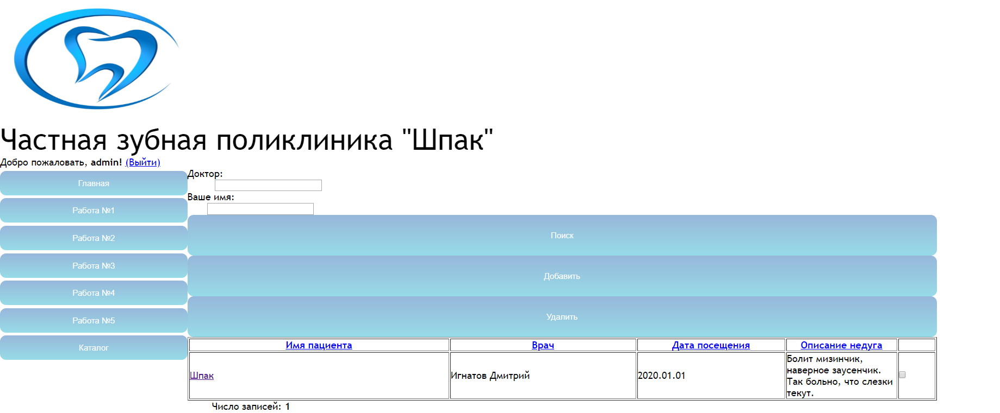 Частная зубная поликлиника "Шпак"
Добро пожаловать, admin! (Выйти)
Главная
Работа №1
Работа №2
Работа №3
Работа №4
Работа №5
Каталог
Доктор:
Ваше имя:
Поиск
Добавить
Удалить
Имя пациента Врач Дата посещения Описание недуга
Шпак Игнатов Дмитрий 2020.01.01 Болит мизинчик,
наверное заусенчик.
Так больно, что слезки
текут.
Число записей: 1